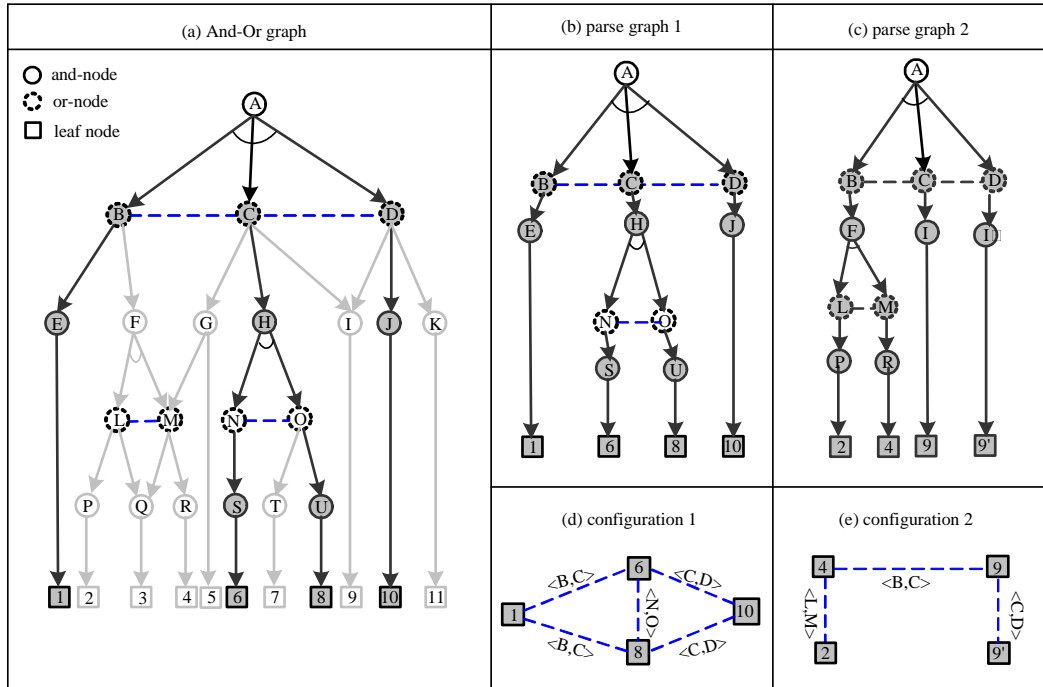 (a) And-Or graph
(b) parse graph 1
(c) parse graph 2
and-node
or-node
leaf node
A
B C D
E F G H I J K
L M N O
P Q R S T U
1 2 3 4 5 6 7 8 9 10 11
A
B C D
E H J
N O
S U
1 6 8 10
A
B C D
F I I
L M
P R
2 4 9 9'
(d) configuration 1
<B,C> 6 <C,D>
1 <N,O> 10
<B,C> 8 <C,D>
(e) configuration 2
4 <B,C> 9
<L,M> <C,D>
2 9'